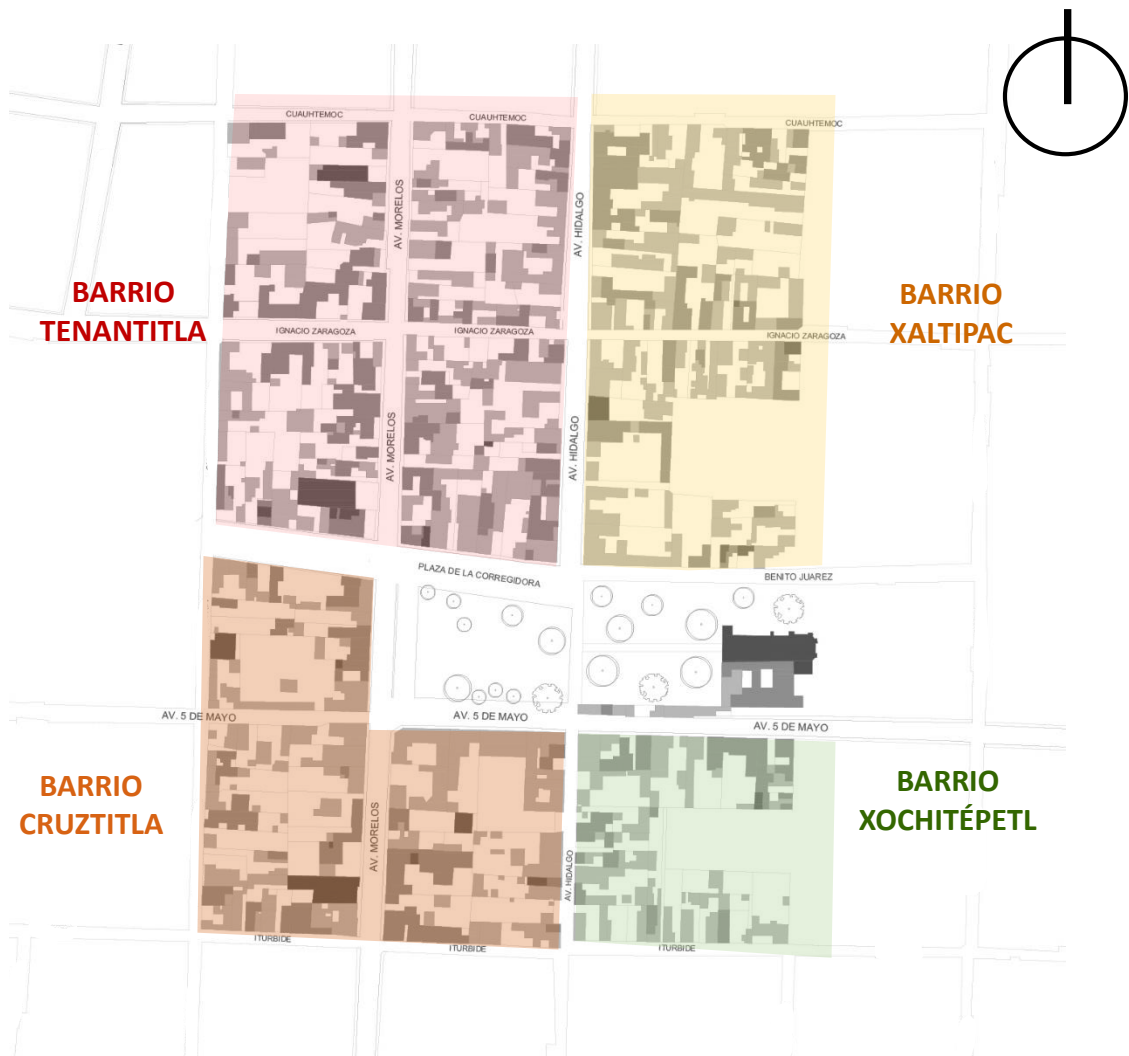 CUAUHTEMOC
CUAUHTEMOC
CUAUHTEMOC
AV. MORELOS
AV. HIDALGO
BARRIO
TENANTITLA
BARRIO
XALTIPAC
IGNACIO ZARAGOZA
IGNACIO ZARAGOZA
IGNACIO ZARAGOZA
AV. MORELOS
AV. HIDALGO
PLAZA DE LA CORREGIDORA
BENITO JUAREZ
AV. 5 DE MAYO
AV. 5 DE MAYO
AV. 5 DE MAYO
BARRIO
CRUZTITLA
BARRIO
XOCHITÉPETL
AV. MORELOS
AV. HIDALGO
ITURBIDE
ITURBIDE
ITURBIDE